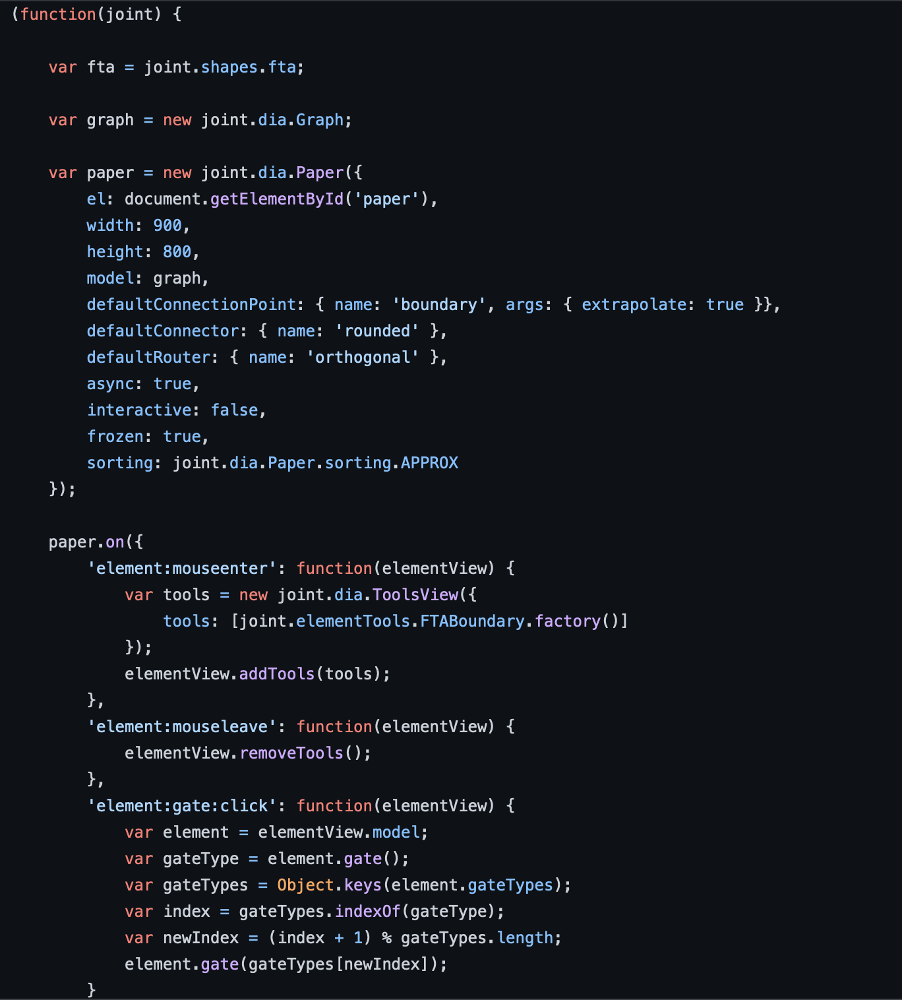 (function(joint) {

    var fta = joint.shapes.fta;

    var graph = new joint.dia.Graph;

    var paper = new joint.dia.Paper({
        el: document.getElementById('paper'),
        width: 900,
        height: 800,
        model: graph,
        defaultConnectionPoint: { name: 'boundary', args: { extrapolate: true }},
        defaultConnector: { name: 'rounded' },
        defaultRouter: { name: 'orthogonal' },
        async: true,
        interactive: false,
        frozen: true,
        sorting: joint.dia.Paper.sorting.APPROX
    });

    paper.on({
        'element:mouseenter': function(elementView) {
            var tools = new joint.dia.ToolsView({
                tools: [joint.elementTools.FTABoundary.factory()]
            });
            elementView.addTools(tools);
        },
        'element:mouseleave': function(elementView) {
            elementView.removeTools();
        },
        'element:gate:click': function(elementView) {
            var element = elementView.model;
            var gateType = element.gate();
            var gateTypes = Object.keys(element.gateTypes);
            var index = gateTypes.indexOf(gateType);
            var newIndex = (index + 1) % gateTypes.length;
            element.gate(gateTypes[newIndex]);
        }